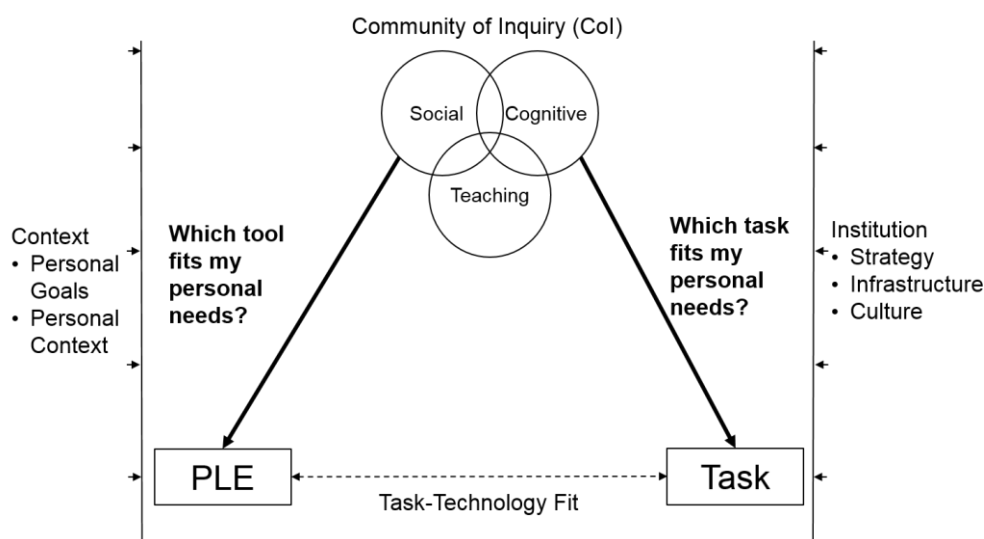 Community of Inquiry (CoI)
Social
Cognitive
Teaching
Context
• Personal
Goals
• Personal
Context
Which tool
fits my
personal
needs?
Which task
fits my
personal
needs?
Institution
• Strategy
• Infrastructure
• Culture
PLE
Task
Task-Technology Fit